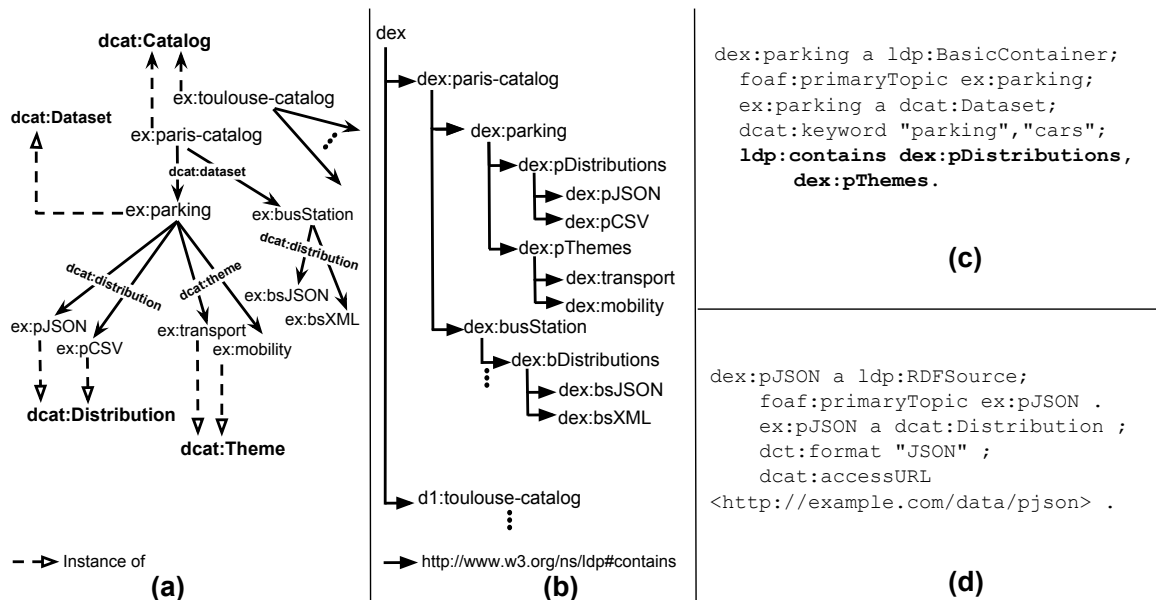 dcat:Catalog
ex:toulouse-catalog
dcat:Dataset
ex:paris-catalog
dcat:dataset
ex:parking
ex:busStation
dcat:distribution
dcat:distribution
dcat:theme
ex:bsJSON
ex:bsXML
ex:pJSON
ex:pCSV
ex:transport
ex:mobility
dcat:Distribution
dcat:Theme
Instance of
(a)
dex
dex:paris-catalog
dex:parking
dex:pDistributions
dex:pJSON
dex:pCSV
dex:pThemes
dex:transport
dex:mobility
dex:busStation
dex:bDistributions
dex:bsJSON
dex:bsXML
d1:toulouse-catalog
http://www.w3.org/ns/ldp#contains
(b)
dex:parking a ldp:BasicContainer;
foaf:primaryTopic ex:parking;
ex:parking a dcat:Dataset;
dcat:keyword "parking","cars";
ldp:contains dex:pDistributions,
dex:pThemes.
(c)
dex:pJSON a ldp:RDFSource;
foaf:primaryTopic ex:pJSON .
ex:pJSON a dcat:Distribution ;
dct:format "JSON" ;
dcat:accessURL
<http://example.com/data/pjson> .
(d)